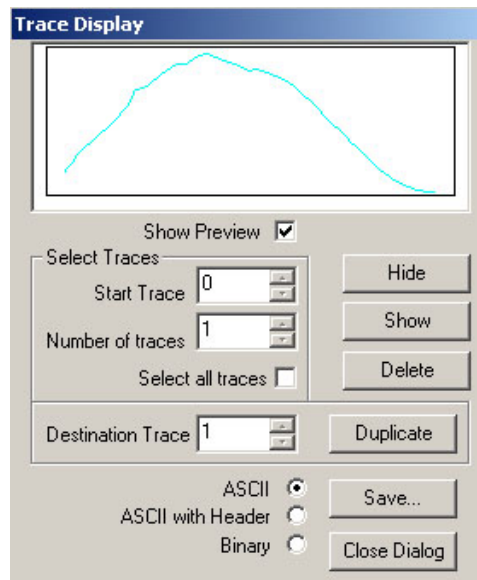 Trace Display
Show Preview
Select Traces
Start Trace 0
Hide
Number of traces 1
Show
Select all traces
Delete
Destination Trace 1
Duplicate
ASCII
Save...
ASCII with Header
Binary
Close Dialog